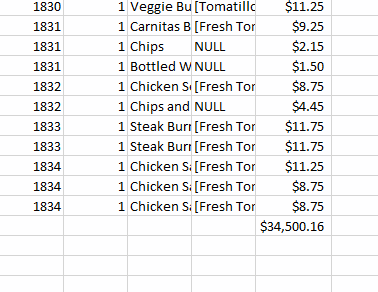 1830 1 Veggie Bu [Tomatillo $11.25
1831 1 Carnitas B [Fresh Tor $9.25
1831 1 Chips NULL $2.15
1831 1 Bottled W NULL $1.50
1832 1 Chicken S [Fresh Tor $8.75
1832 1 Chips and NULL $4.45
1833 1 Steak Burr [Fresh Tor $11.75
1833 1 Steak Burr [Fresh Tor $11.75
1834 1 Chicken Sa [Fresh Tor $11.25
1834 1 Chicken Sa [Fresh Tor $8.75
1834 1 Chicken Sa [Fresh Tor $8.75
$34,500.16